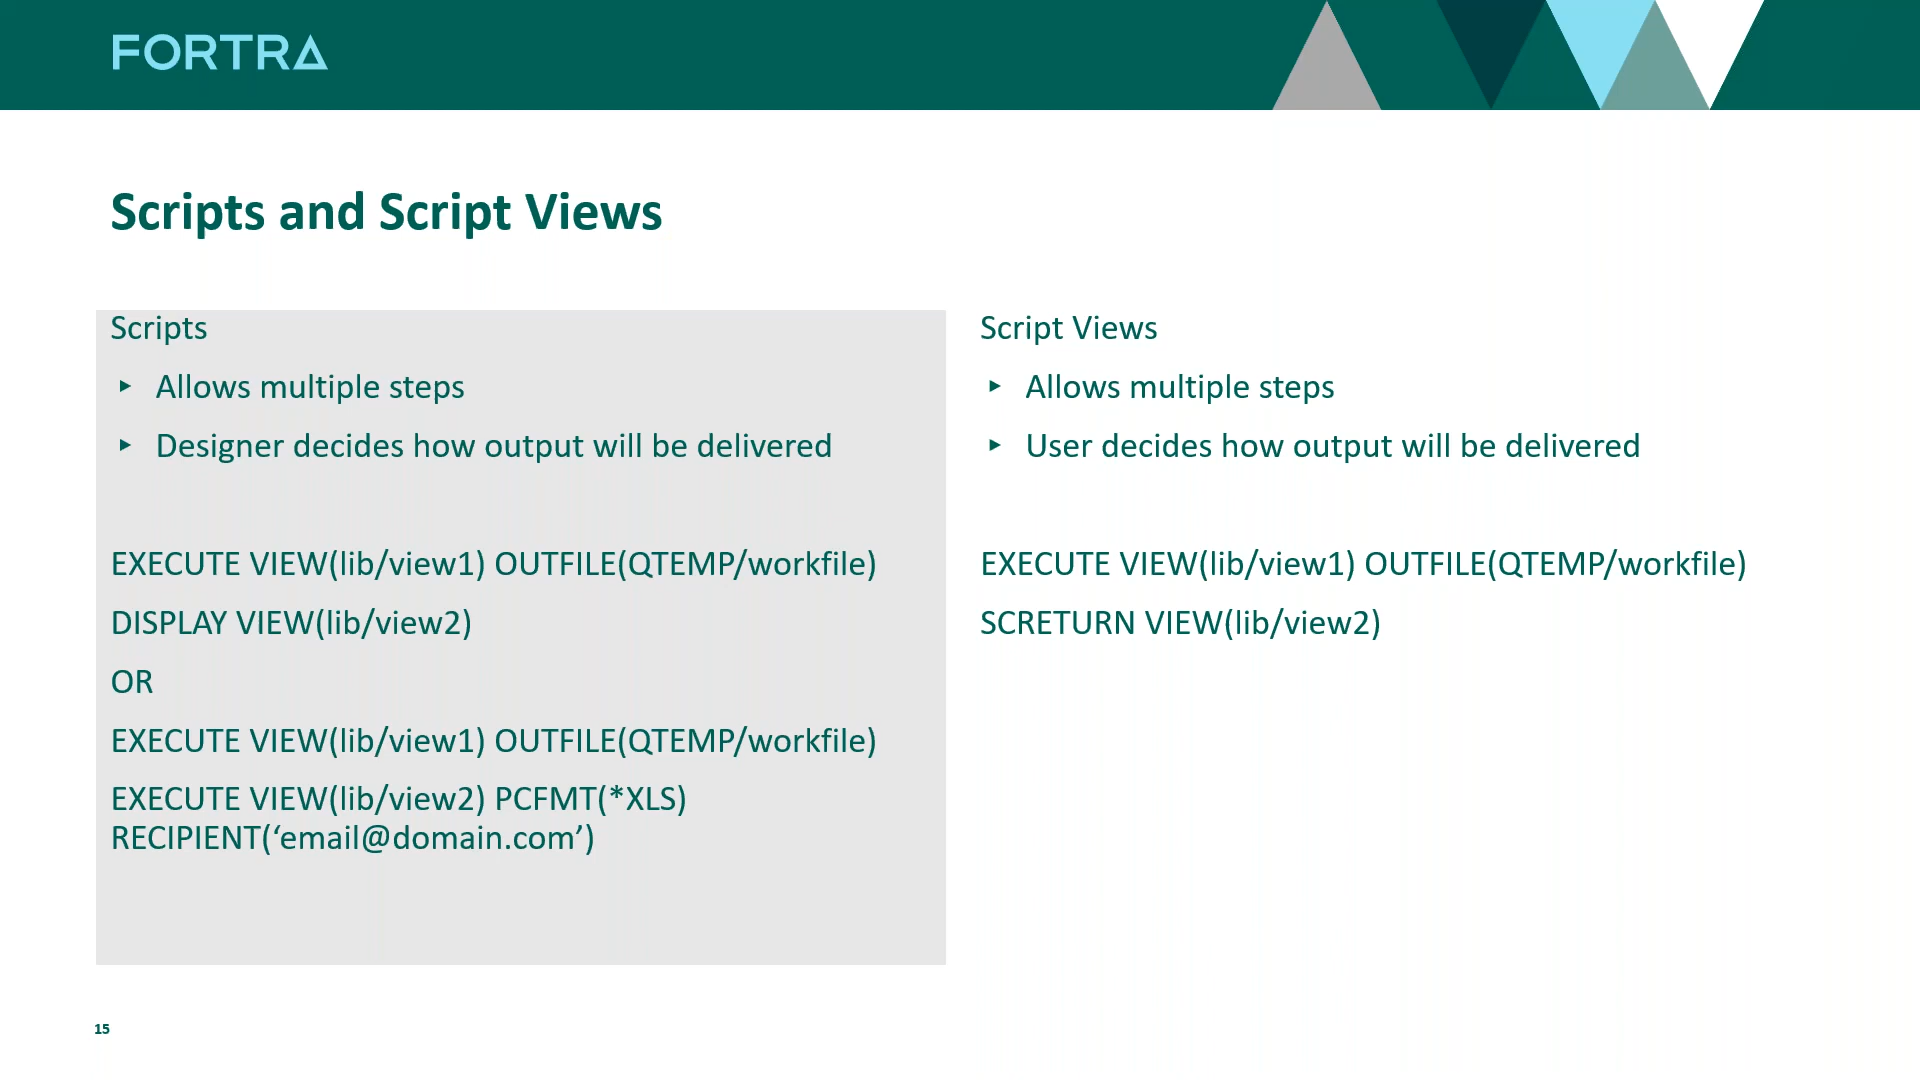 FORTRA
Scripts and Script Views
Scripts
▸ Allows multiple steps
▸ Designer decides how output will be delivered
EXECUTE VIEW(lib/view1) OUTFILE(QTEMP/workfile)
DISPLAY VIEW(lib/view2)
OR
EXECUTE VIEW(lib/view1) OUTFILE(QTEMP/workfile)
EXECUTE VIEW(lib/view2) PCFMT(*XLS)
RECIPIENT(‘email@domain.com’)
Script Views
▸ Allows multiple steps
▸ User decides how output will be delivered
EXECUTE VIEW(lib/view1) OUTFILE(QTEMP/workfile)
SCRETURN VIEW(lib/view2)
15